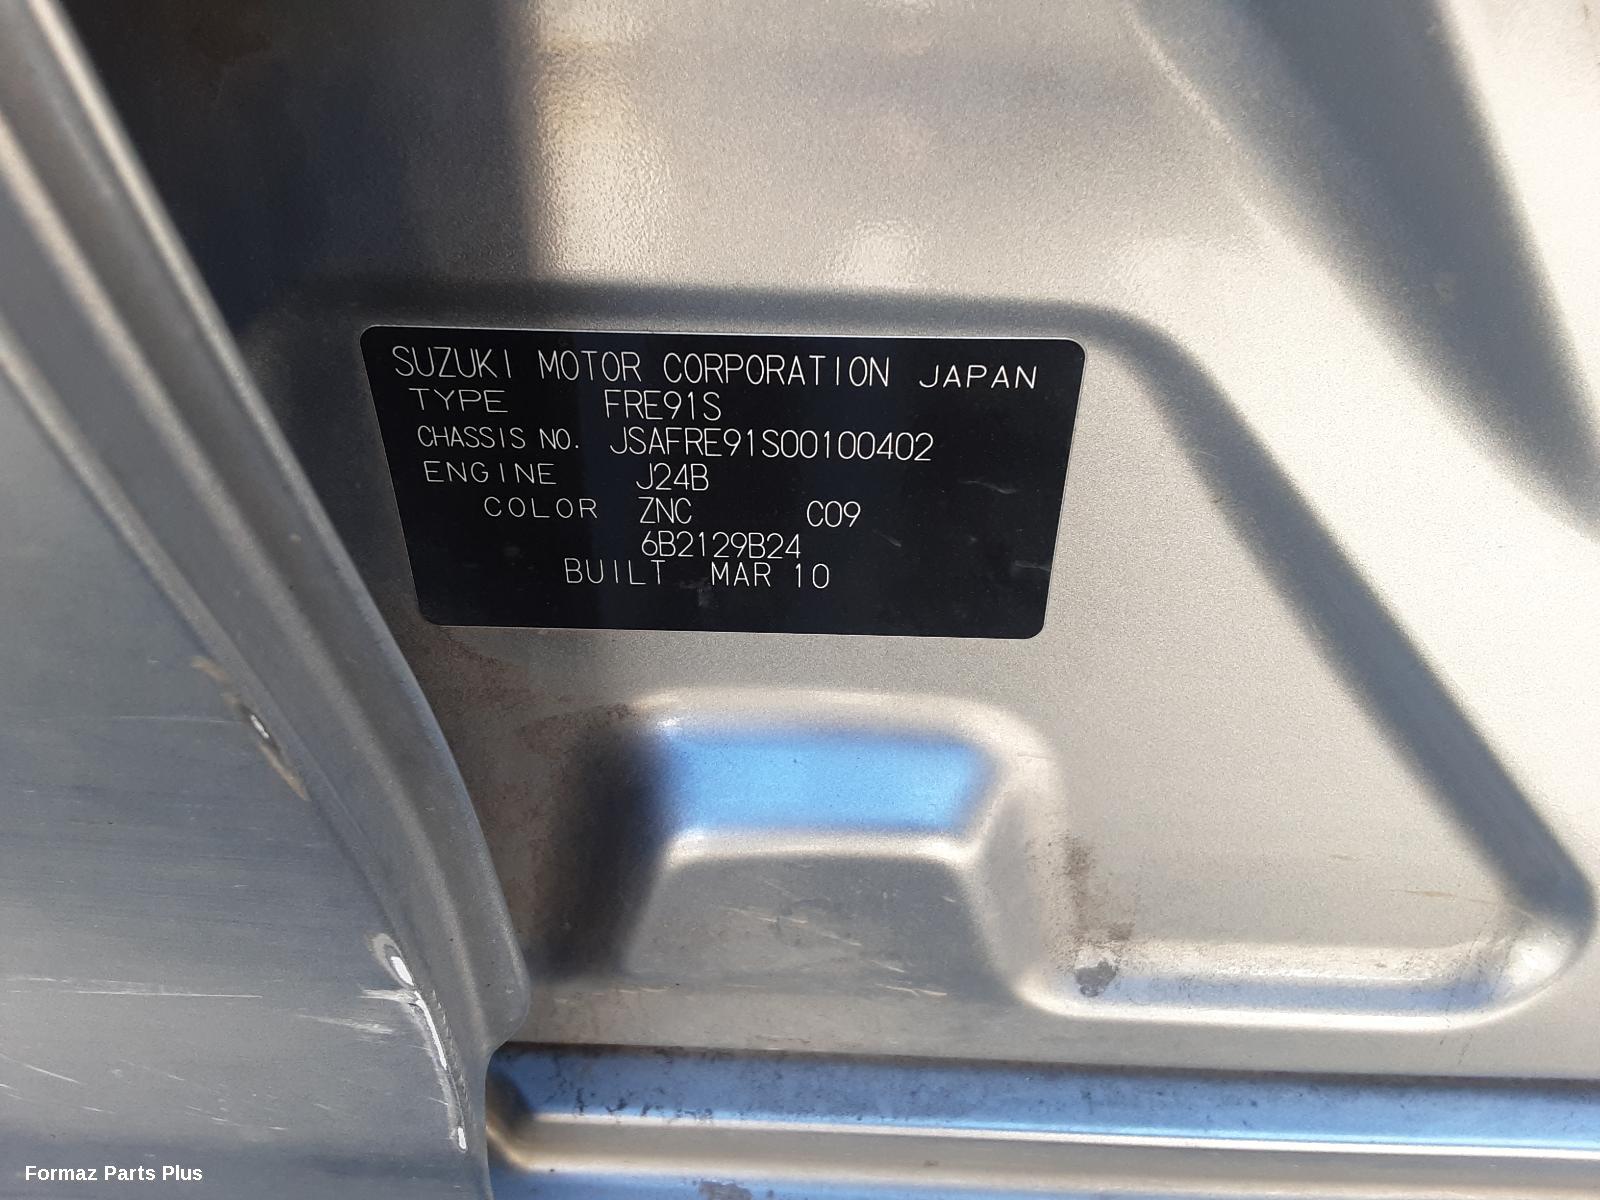 SUZUKI MOTOR CORPORATION JAPAN
TYPE FRE91S
CHASSIS NO. JSAFRE91S00100402
ENGINE J24B
COLOR ZNC C09
6B2129B24
BUILT MAR 10
Formaz Parts Plus